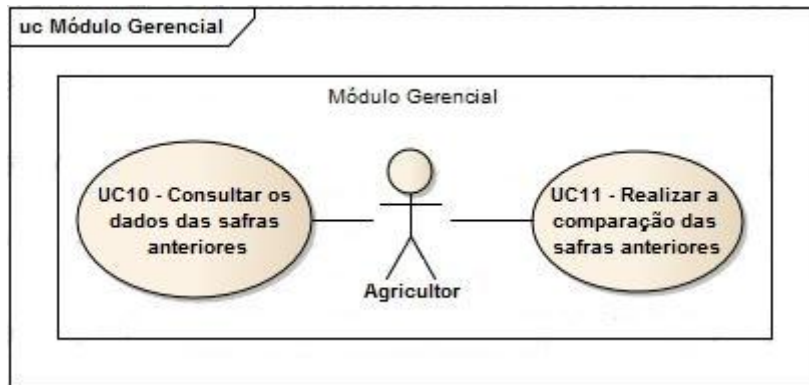 uc Módulo Gerencial
Módulo Gerencial
UC10 - Consultar os
dados das safras
anteriores
UC11 - Realizar a
comparação das
safras anteriores
Agricultor